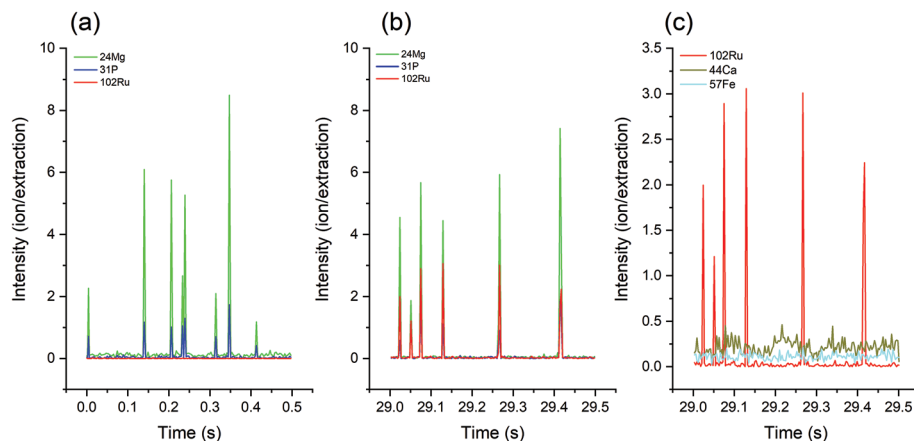 (a)
10
8
6
4
2
0
24Mg
31P
102Ru
Intensity (ion/extraction)
0.0 0.1 0.2 0.3 0.4 0.5
Time (s)
(b)
10
8
6
4
2
0
24Mg
31P
102Ru
Intensity (ion/extraction)
29.0 29.1 29.2 29.3 29.4 29.5
Time (s)
(c)
3.5
3.0
2.5
2.0
1.5
1.0
0.5
0.0
102Ru
44Ca
57Fe
Intensity (ion/extraction)
29.0 29.1 29.2 29.3 29.4 29.5
Time (s)